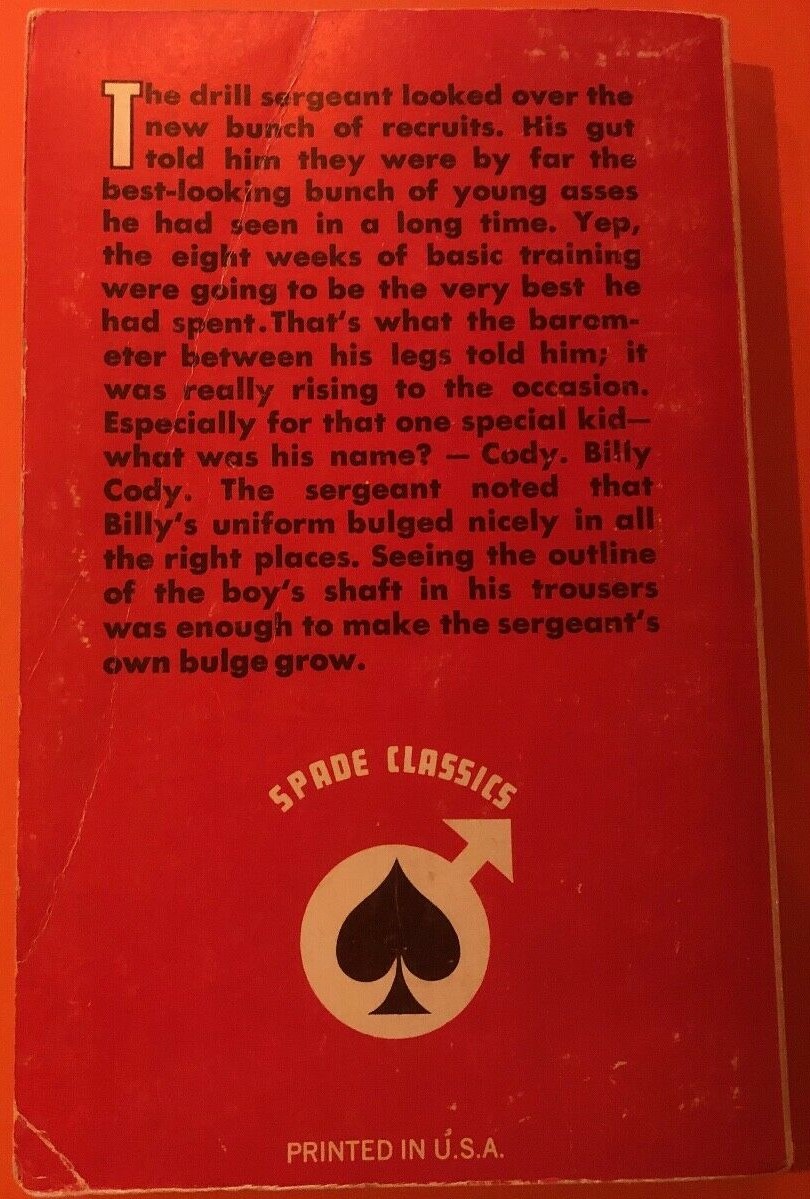 The drill sergeant looked over the
new bunch of recruits. His gut
told him they were by far the
best-looking bunch of young asses
he had seen in a long time. Yep,
the eight weeks of basic training
were going to be the very best he
had spent.That's what the barom-
eter between his legs told him; it
was really rising to the occasion.
Especially for that one special kid—
what was his name? — Cody. Billy
Cody. The sergeant noted that
Billy's uniform bulged nicely in all
the right places. Seeing the outline
of the boy's shaft in his trousers
was enough to make the sergeant's
own bulge grow.
SPADE CLASSICS
PRINTED IN U.S.A.